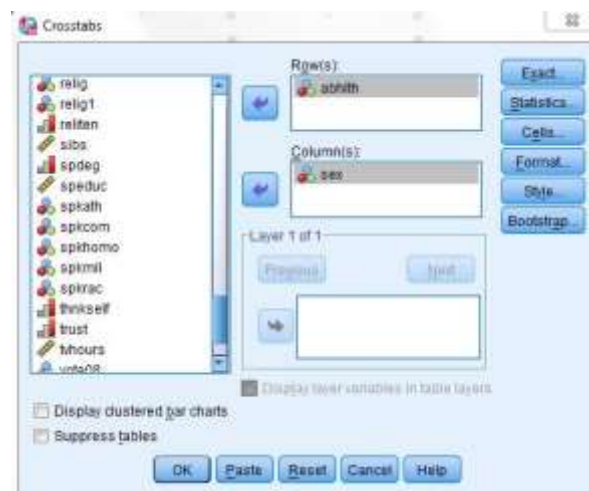 Crosstabs
relig
relig1
reliten
sibs
spdeg
speduc
spkath
spkcom
spkhomo
spkmil
spkrac
thnkself
trust
tvhours
vote08
Row(s):
abhlth
Column(s):
sex
Layer 1 of 1
Previous
Next
Display layer variables in table layers
Exact...
Statistics...
Cells...
Format...
Style...
Bootstrap...
Display clustered bar charts
Suppress tables
OK Paste Reset Cancel Help